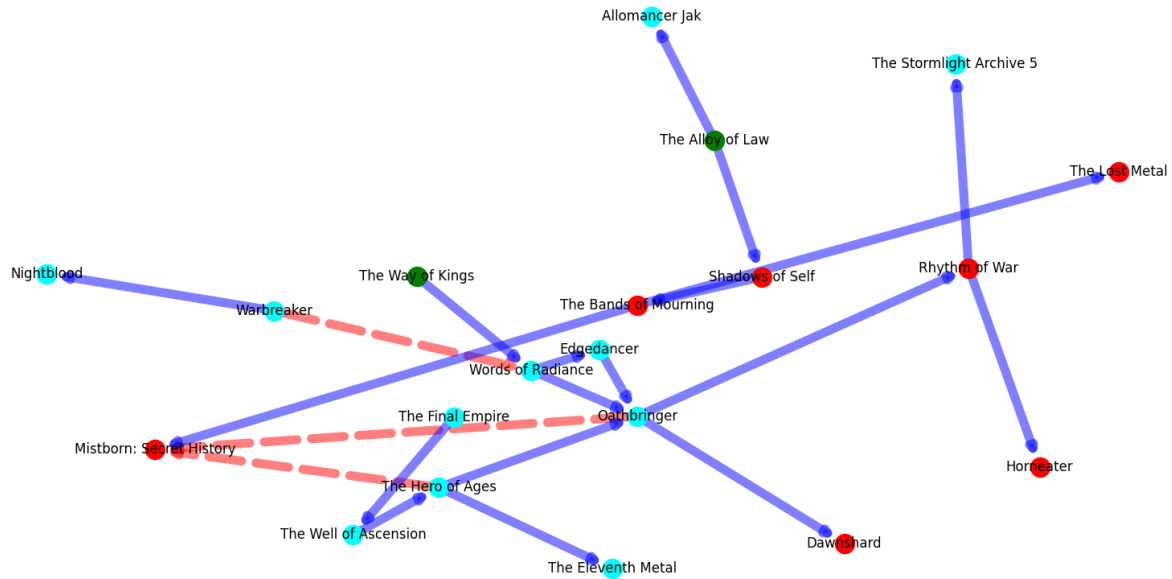 Allomancer Jak
The Stormlight Archive 5
The Alloy of Law
The Lost Metal
Nightblood
The Way of Kings
Shadows of Self
Rhythm of War
Warbreaker
The Bands of Mourning
Edgedancer
Words of Radiance
The Final Empire
Oathbringer
Mistborn: Secret History
Horneater
The Hero of Ages
The Well of Ascension
Dawnshard
The Eleventh Metal